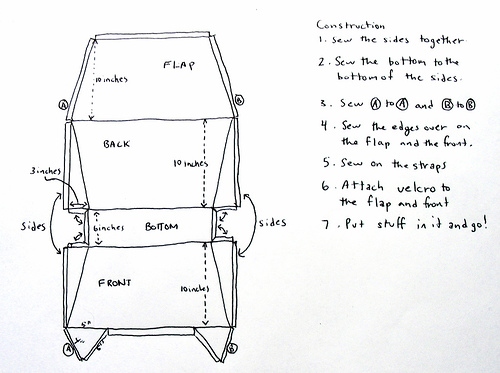 FLAP
10 inches
A
B
BACK
10 inches
3 inches
sides
6 inches
BOTTOM
sides
FRONT
10 inches
5"
6"
A
B
Construction
1. Sew the sides together
2. Sew the bottom to the
bottom of the sides.
3. Sew A to A and B to B
4. Sew the edges over on
the flap and the front.
5. Sew on the straps
6. Attach velcro to
the flap and front
7. Put stuff in it and go!